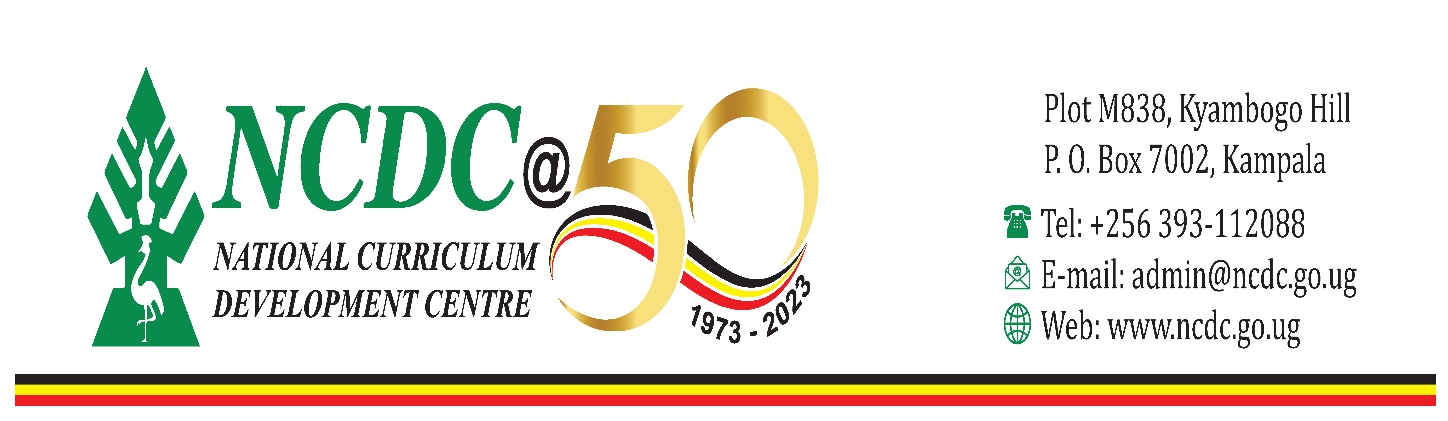 NCDC@50
NATIONAL CURRICULUM
DEVELOPMENT CENTRE
1973 - 2023
Plot M838, Kyambogo Hill
P. O. Box 7002, Kampala
Tel: +256 393-112088
E-mail: admin@ncdc.go.ug
Web: www.ncdc.go.ug